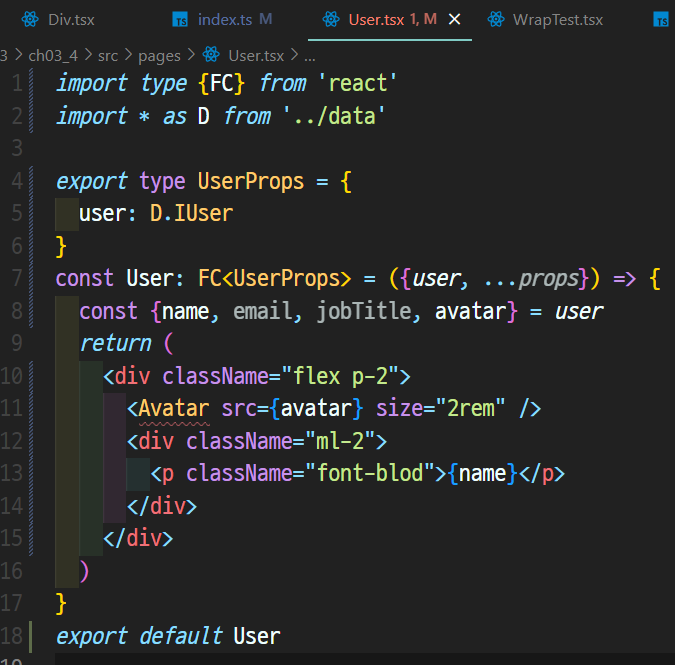 Div.tsx TS index.ts M User.tsx 1, M × WrapTest.tsx TS
3 > ch03_4 > src > pages > User.tsx > ...
1 import type {FC} from 'react'
2 import * as D from '../data'
3
4 export type UserProps = {
5 user: D.IUser
6 }
7 const User: FC<UserProps> = ({user, ...props}) => {
8 const {name, email, jobTitle, avatar} = user
9 return (
10 <div className="flex p-2">
11 <Avatar src={avatar} size="2rem" />
12 <div className="ml-2">
13 <p className="font-blod">{name}</p>
14 </div>
15 </div>
16 )
17 }
18 export default User